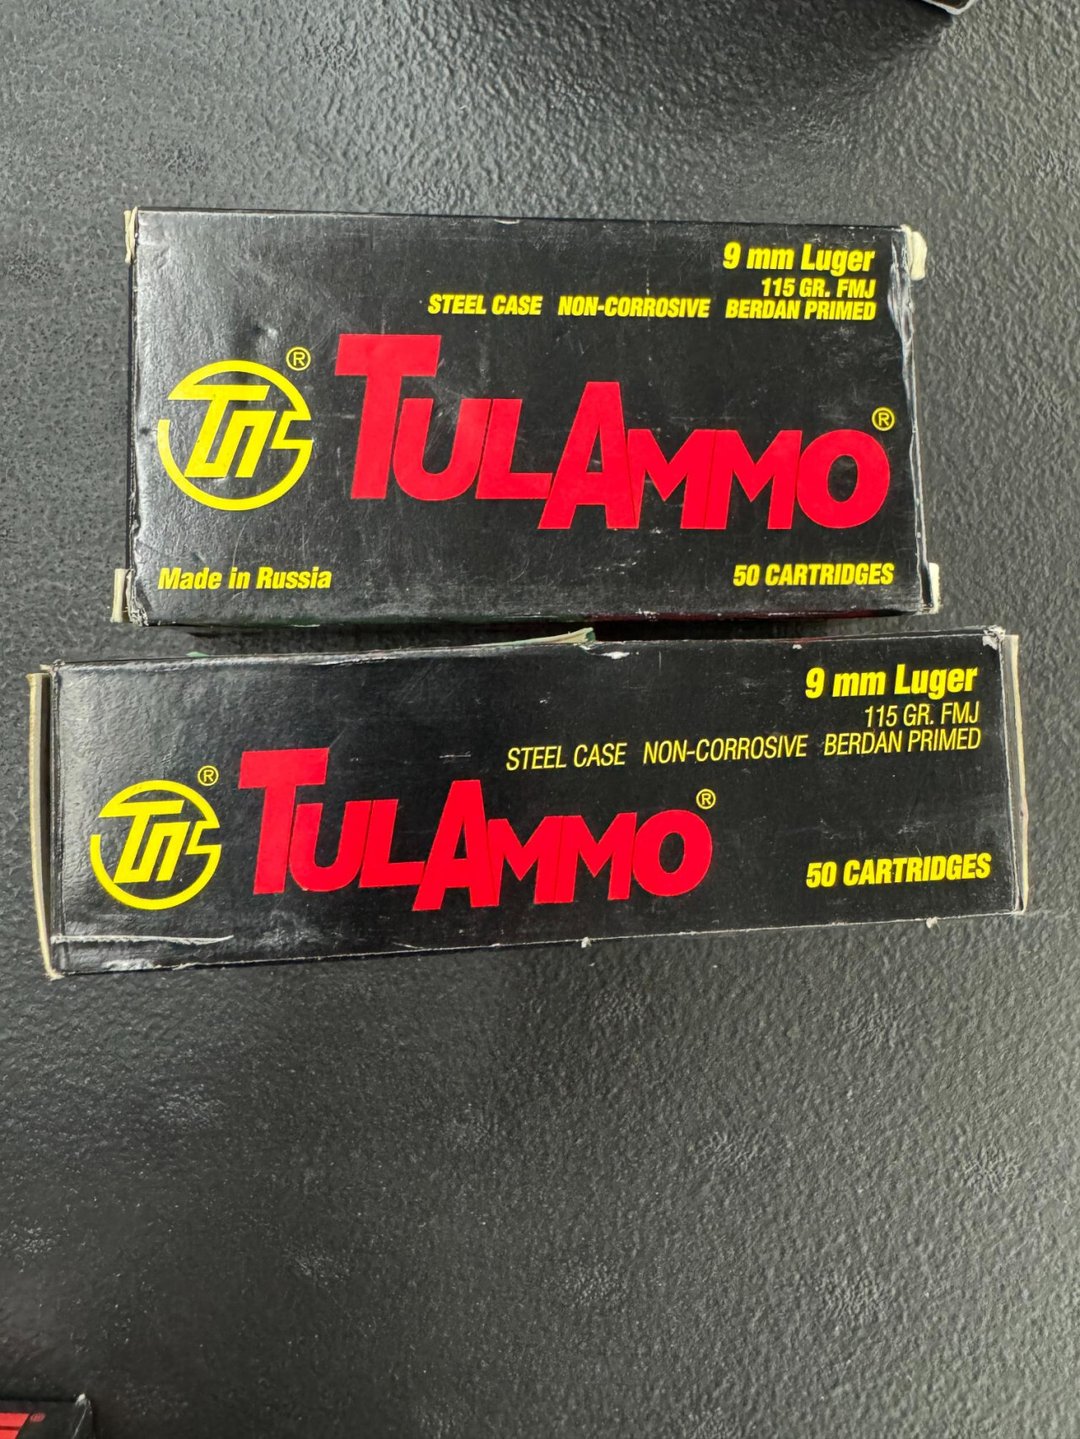 9 mm Luger
115 GR. FMJ
STEEL CASE NON-CORROSIVE BERDAN PRIMED
®
TULAMMO®
Made in Russia
50 CARTRIDGES
9 mm Luger
115 GR. FMJ
STEEL CASE NON-CORROSIVE BERDAN PRIMED
®
TULAMMO®
50 CARTRIDGES